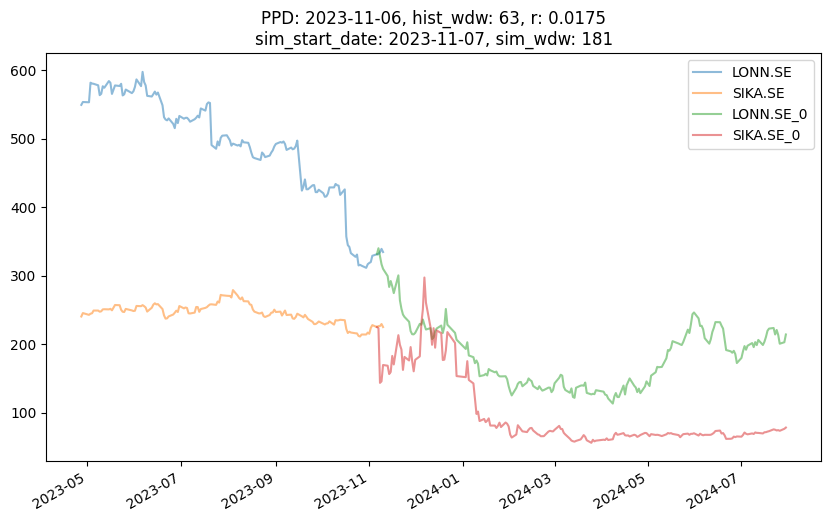 PPD: 2023-11-06, hist_wdw: 63, r: 0.0175
sim_start_date: 2023-11-07, sim_wdw: 181
600
500
400
300
200
100
LONN.SE
SIKA.SE
LONN.SE_0
SIKA.SE_0
2023-05
2023-07
2023-09
2023-11
2024-01
2024-03
2024-05
2024-07